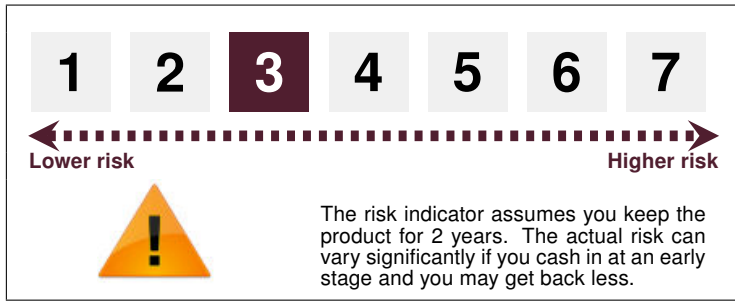 1 2 3 4 5 6 7
Lower risk Higher risk
!
The risk indicator assumes you keep the
product for 2 years. The actual risk can
vary significantly if you cash in at an early
stage and you may get back less.